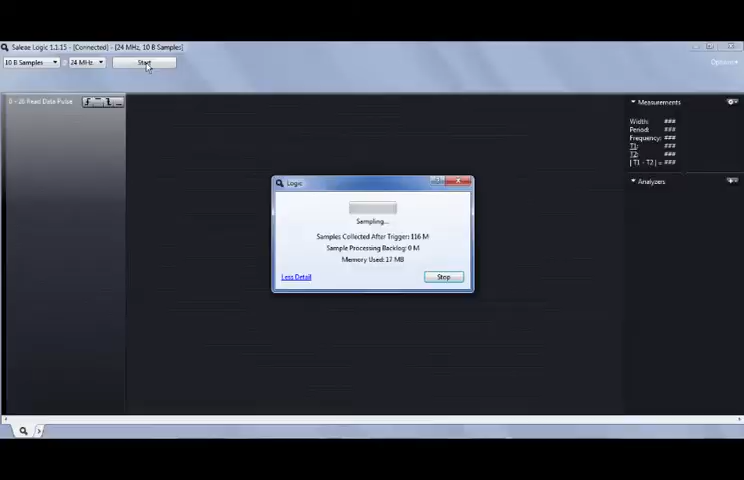 Saleae Logic 1.1.15 - [Connected] - [24 MHz, 10 B Samples]
10 B Samples @ 24 MHz Start Options
0 - 26 Read Data Pulse
Measurements
Width: ###
Period: ###
Frequency: ###
T1: ###
T2: ###
| T1 - T2 | = ###
Analyzers
Logic
Sampling...
Samples Collected After Trigger: 116 M
Sample Processing Backlog: 0 M
Memory Used: 17 MB
Less Detail
Stop